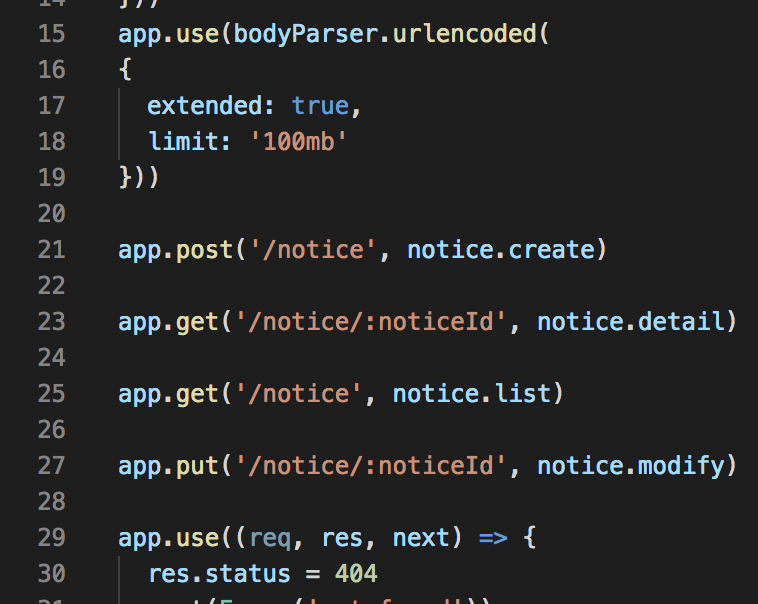 14 }))
15 app.use(bodyParser.urlencoded(
16 {
17 extended: true,
18 limit: '100mb'
19 }))
20
21 app.post('/notice', notice.create)
22
23 app.get('/notice/:noticeId', notice.detail)
24
25 app.get('/notice', notice.list)
26
27 app.put('/notice/:noticeId', notice.modify)
28
29 app.use((req, res, next) => {
30 res.status = 404